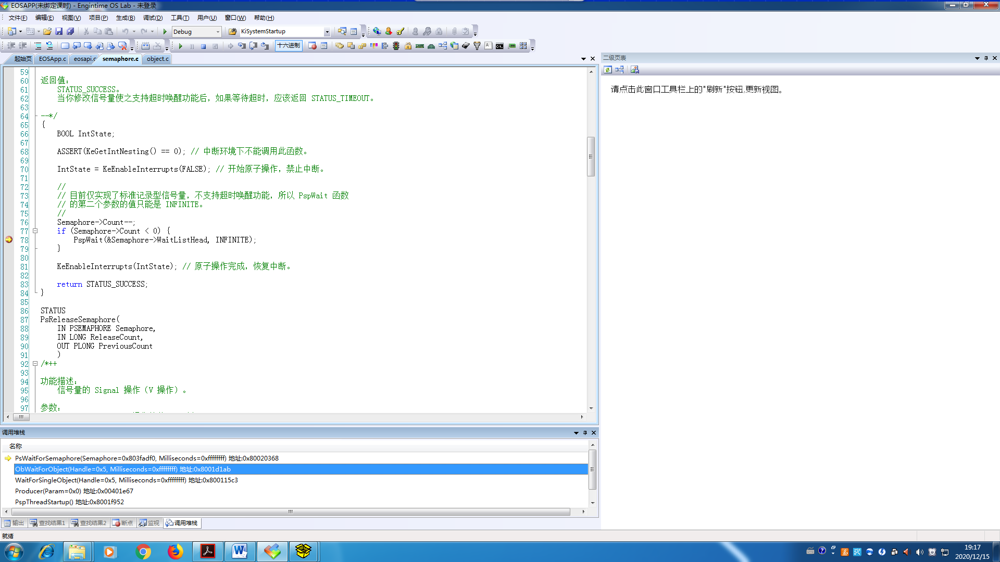 EOSAPP(未绑定课时) - Engintime OS Lab - 未登录
文件(F) 编辑(E) 视图(V) 项目(P) 生成(B) 调试(D) 工具(T) 用户(U) 窗口(W) 帮助(H)
Debug KiSystemStartup
十六进制
起始页 EOSApp.c eosapi.c semaphore.c object.c
59
60 返回值：
61 STATUS_SUCCESS。
62 当你修改信号量使之支持超时唤醒功能后，如果等待超时，应该返回 STATUS_TIMEOUT。
63
64 --*/
65 {
66 BOOL IntState;
67
68 ASSERT(KeGetIntNesting() == 0); // 中断环境下不能调用此函数。
69
70 IntState = KeEnableInterrupts(FALSE); // 开始原子操作，禁止中断。
71
72 //
73 // 目前仅实现了标准记录型信号量，不支持超时唤醒功能，所以 PspWait 函数
74 // 的第二个参数的值只能是 INFINITE。
75 //
76 Semaphore->Count--;
77 if (Semaphore->Count < 0) {
78 PspWait(&Semaphore->WaitListHead, INFINITE);
79 }
80
81 KeEnableInterrupts(IntState); // 原子操作完成，恢复中断。
82
83 return STATUS_SUCCESS;
84 }
85
86 STATUS
87 PsReleaseSemaphore(
88 IN PSEMAPHORE Semaphore,
89 IN LONG ReleaseCount,
90 OUT PLONG PreviousCount
91 )
92 /*++
93
94 功能描述：
95 信号量的 Signal 操作（V 操作）。
96
97 参数：
二级页表
请点击此窗口工具栏上的"刷新"按钮,更新视图。
调用堆栈
名称
PsWaitForSemaphore(Semaphore=0x803fadf0, Milliseconds=0xffffffff) 地址:0x80020368
ObWaitForObject(Handle=0x5, Milliseconds=0xffffffff) 地址:0x8001d1ab
WaitForSingleObject(Handle=0x5, Milliseconds=0xffffffff) 地址:0x800115c3
Producer(Param=0x0) 地址:0x00401e67
PspThreadStartup() 地址:0x8001f952
输出 查找结果1 查找结果2 断点 监视 调用堆栈
就绪
19:17
2020/12/15